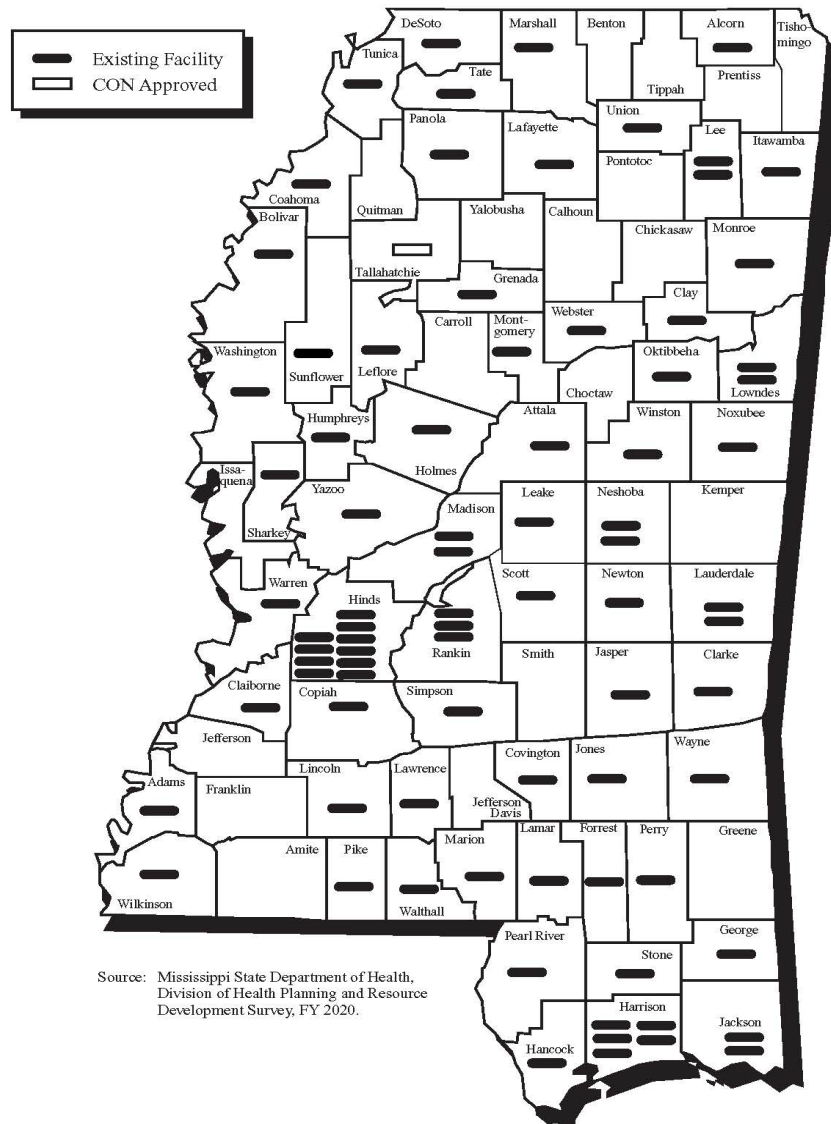 Existing Facility
CON Approved
DeSoto
Marshall
Benton
Alcorn
Tisho-
mingo
Tunica
Tate
Tippah
Prentiss
Panola
Lafayette
Union
Lee
Itawamba
Pontotoc
Coahoma
Quitman
Bolivar
Yalobusha
Calhoun
Chickasaw
Monroe
Tallahatchie
Grenada
Clay
Carroll
Mont-
gomery
Webster
Washington
Sunflower
Leflore
Oktibbeha
Lowndes
Choctaw
Humphreys
Attala
Winston
Noxubee
Holmes
Issa-
quena
Yazoo
Sharkey
Madison
Leake
Neshoba
Kemper
Warren
Hinds
Scott
Newton
Lauderdale
Rankin
Smith
Jasper
Clarke
Claiborne
Copiah
Simpson
Jefferson
Covington
Jones
Wayne
Adams
Franklin
Lincoln
Lawrence
Jefferson
Davis
Marion
Lamar
Forrest
Perry
Greene
Amite
Pike
Wilkinson
Walthall
Pearl River
George
Stone
Source: Mississippi State Department of Health,
Division of Health Planning and Resource
Development Survey, FY 2020.
Harrison
Jackson
Hancock